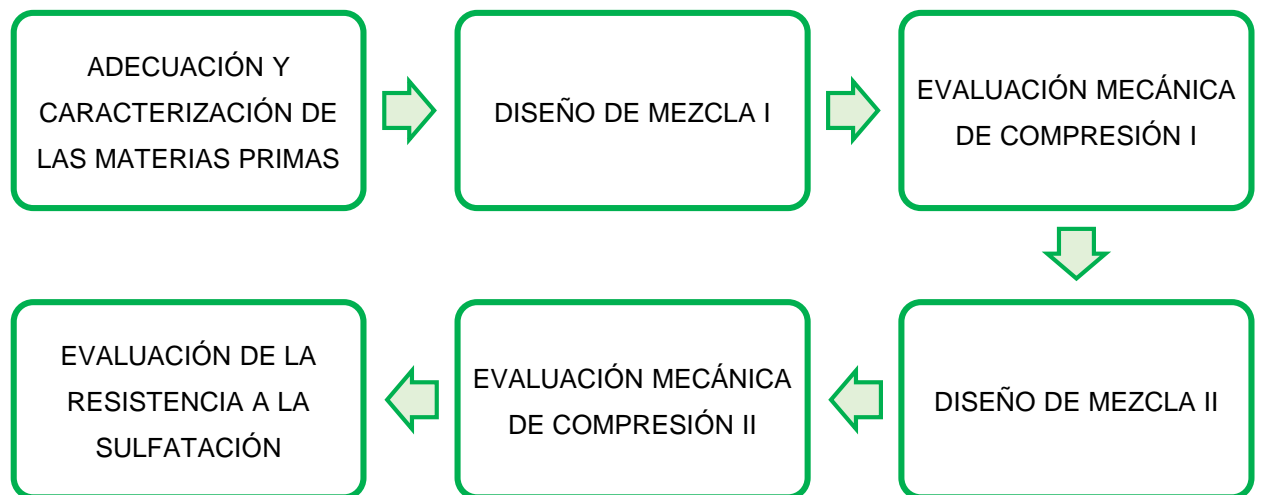 ADECUACIÓN Y
CARACTERIZACIÓN DE
LAS MATERIAS PRIMAS
DISEÑO DE MEZCLA I
EVALUACIÓN MECÁNICA
DE COMPRESIÓN I
DISEÑO DE MEZCLA II
EVALUACIÓN MECÁNICA
DE COMPRESIÓN II
EVALUACIÓN DE LA
RESISTENCIA A LA
SULFATACIÓN